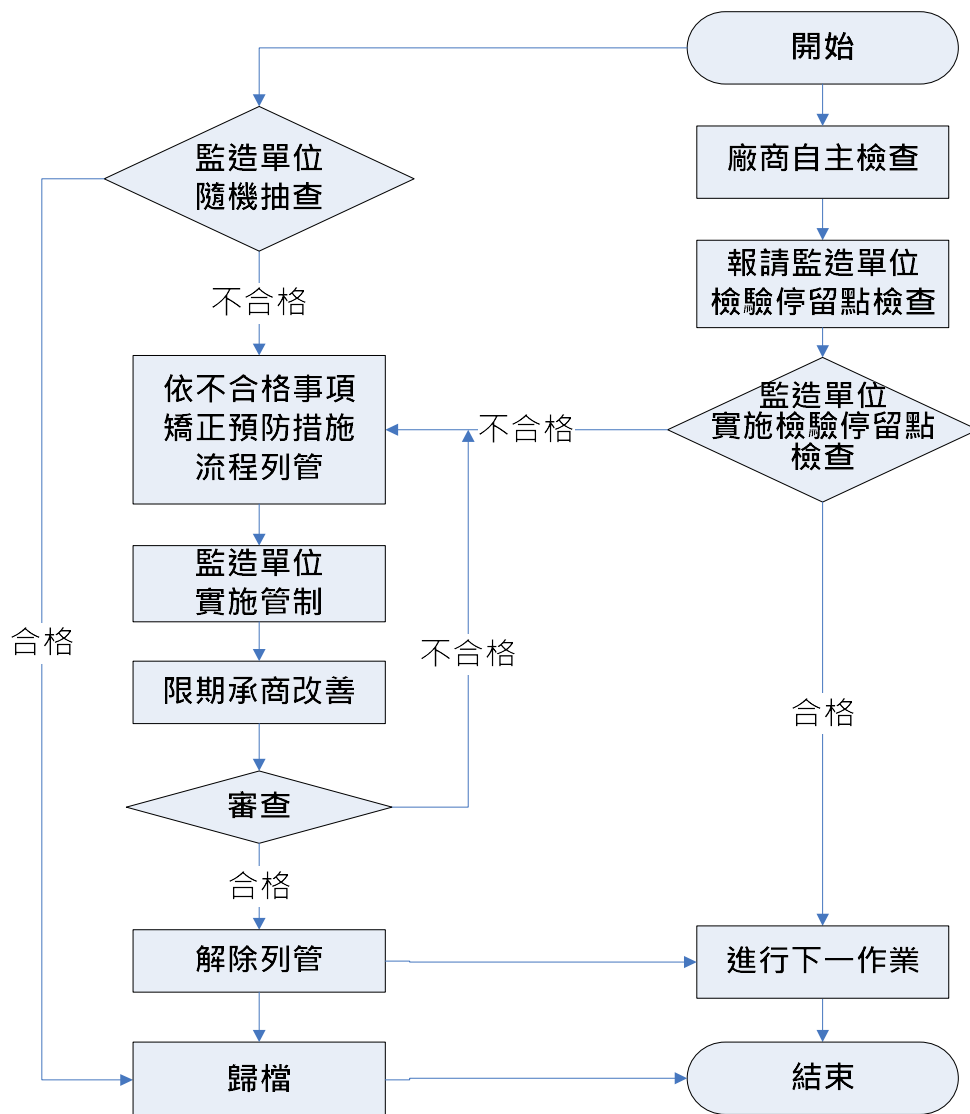 開始
監造單位
隨機抽查
廠商自主檢查
報請監造單位
檢驗停留點檢查
不合格
依不合格事項
矯正預防措施
流程列管
不合格
監造單位
實施檢驗停留點
檢查
監造單位
實施管制
合格
不合格
限期承商改善
合格
審查
合格
解除列管
進行下一作業
歸檔
結束